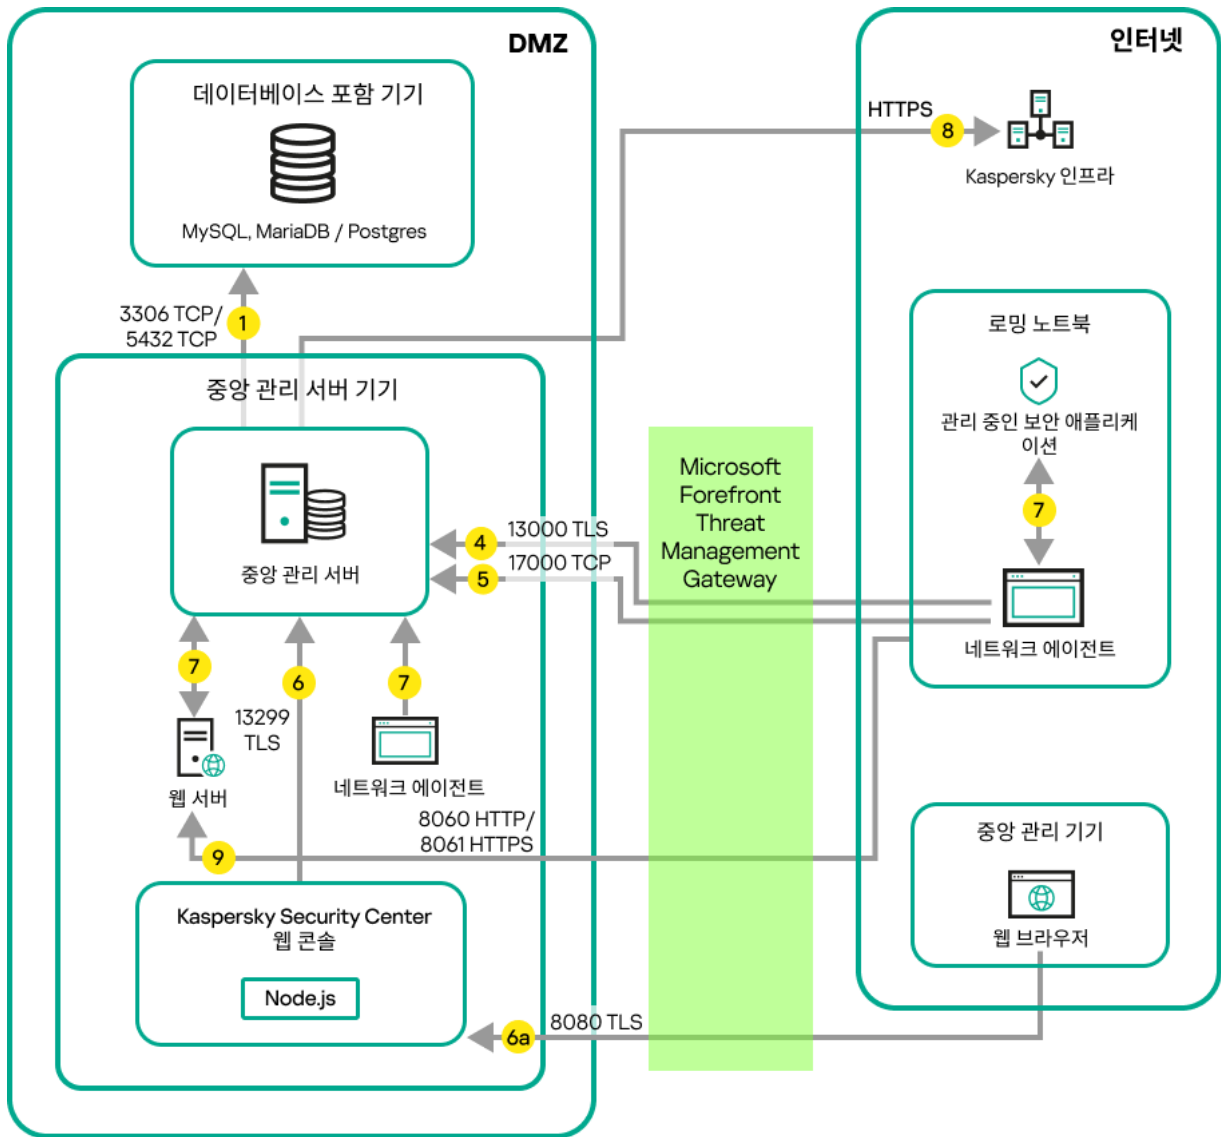 DMZ
데이터베이스 포함 기기
MySQL, MariaDB / Postgres
3306 TCP/
5432 TCP
1
중앙 관리 서버 기기
중앙 관리 서버
4
13000 TLS
5
17000 TCP
7
6
7
13299
TLS
웹 서버
네트워크 에이전트
8060 HTTP/
8061 HTTPS
9
Kaspersky Security Center
웹 콘솔
Node.js
6a
8080 TLS
Microsoft
Forefront
Threat
Management
Gateway
인터넷
HTTPS
8
Kaspersky 인프라
로밍 노트북
관리 중인 보안 애플리케
이션
7
네트워크 에이전트
중앙 관리 기기
웹 브라우저